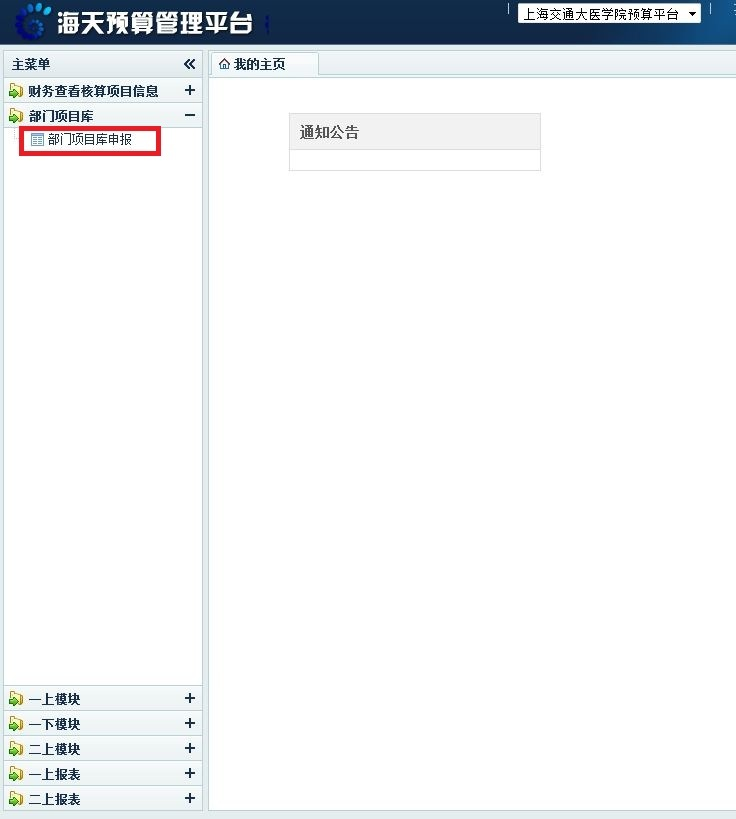 海天预算管理平台
上海交通大医学院预算平台
主菜单
我的主页
财务查看核算项目信息
部门项目库
部门项目库申报
通知公告
一上模块
一下模块
二上模块
一上报表
二上报表